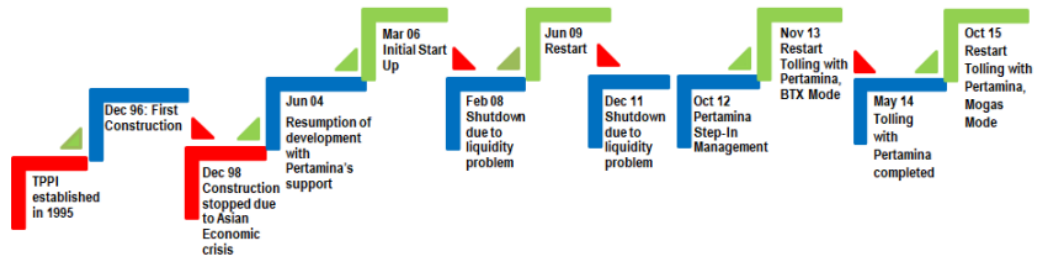 TPPI
established
in 1995
Dec 96: First
Construction
Dec 98
Construction
stopped due
to Asian
Economic
crisis
Jun 04
Resumption of
development
with
Pertamina's
support
Mar 06
Initial Start
Up
Feb 08
Shutdown
due to
liquidity
problem
Jun 09
Restart
Dec 11
Shutdown
due to
liquidity
problem
Oct 12
Pertamina
Step-In
Management
Nov 13
Restart
Tolling with
Pertamina,
BTX Mode
May 14
Tolling
with
Pertamina
completed
Oct 15
Restart
Tolling with
Pertamina,
Mogas
Mode